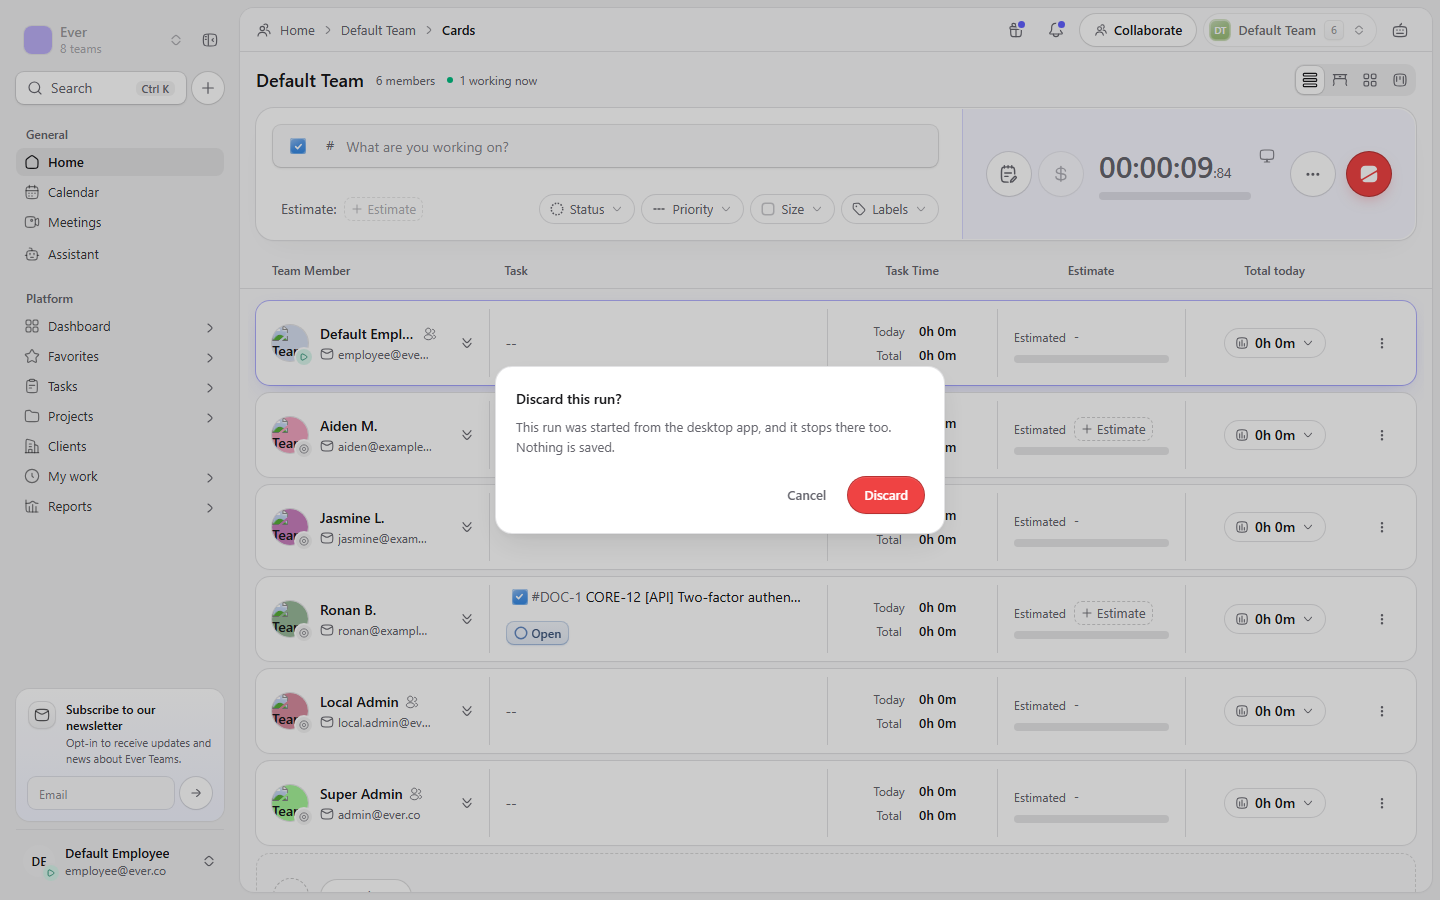 Ever
8 teams
Search
Ctrl K
General
Home
Calendar
Meetings
Assistant
Platform
Dashboard
Favorites
Tasks
Projects
Clients
My work
Reports
Subscribe to our
newsletter
Opt-in to receive updates and
news about Ever Teams.
Email
DE
Default Employee
employee@ever.co
Home
Default Team
Cards
Collaborate
DT
Default Team
6
Default Team
6 members
1 working now
# What are you working on?
Estimate:
+ Estimate
Status
Priority
Size
Labels
$
00:00:09:84
Team Member
Task
Task Time
Estimate
Total today
Default Empl...
employee@eve...
--
Today 0h 0m
Total 0h 0m
Estimated -
0h 0m
Aiden M.
aiden@example...
Estimated + Estimate
0h 0m
Discard this run?
This run was started from the desktop app, and it stops there too.
Nothing is saved.
Cancel
Discard
Jasmine L.
jasmine@exam...
Total 0h 0m
Estimated -
0h 0m
Ronan B.
ronan@exampl...
#DOC-1 CORE-12 [API] Two-factor authen...
Open
Today 0h 0m
Total 0h 0m
Estimated + Estimate
0h 0m
Local Admin
local.admin@ev...
--
Today 0h 0m
Total 0h 0m
Estimated -
0h 0m
Super Admin
admin@ever.co
--
Today 0h 0m
Total 0h 0m
Estimated -
0h 0m